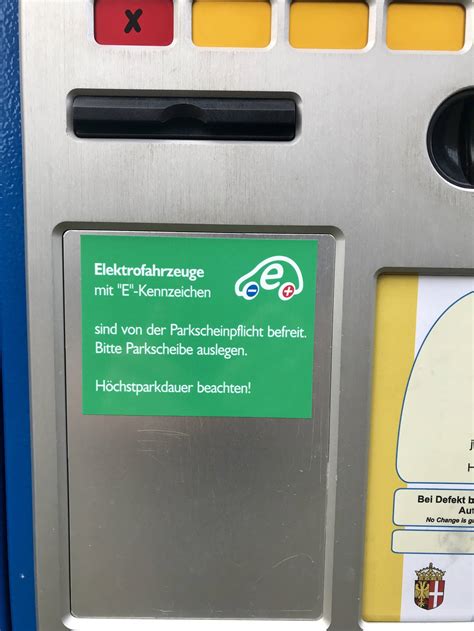 X
Elektrofahrzeuge
mit "E"-Kennzeichen
e
sind von der Parkscheinpflicht befreit.
Bitte Parkscheibe auslegen.
Höchstparkdauer beachten!
H
Bei Defekt
Aut
No Change is